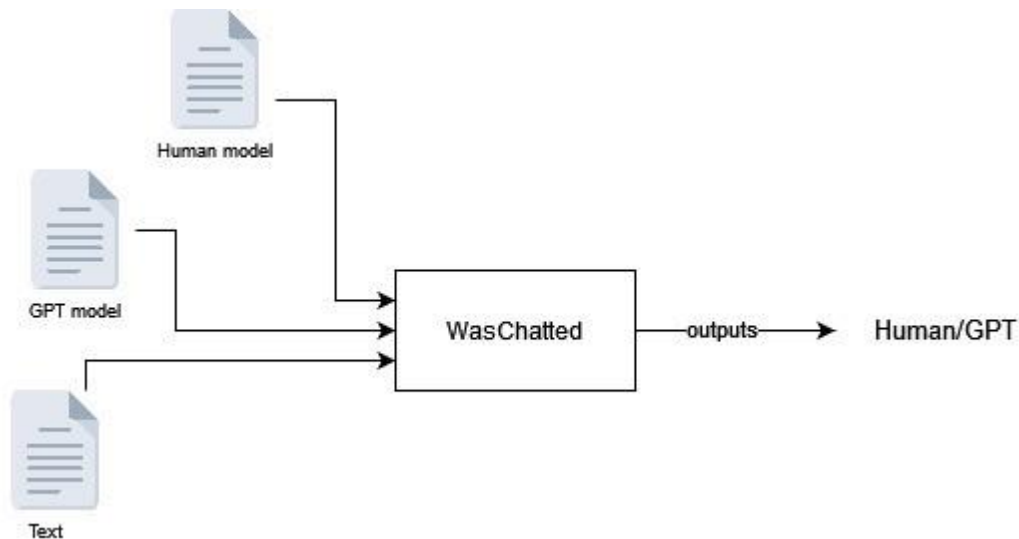 Human model
GPT model
WasChatted
outputs
Human/GPT
Text